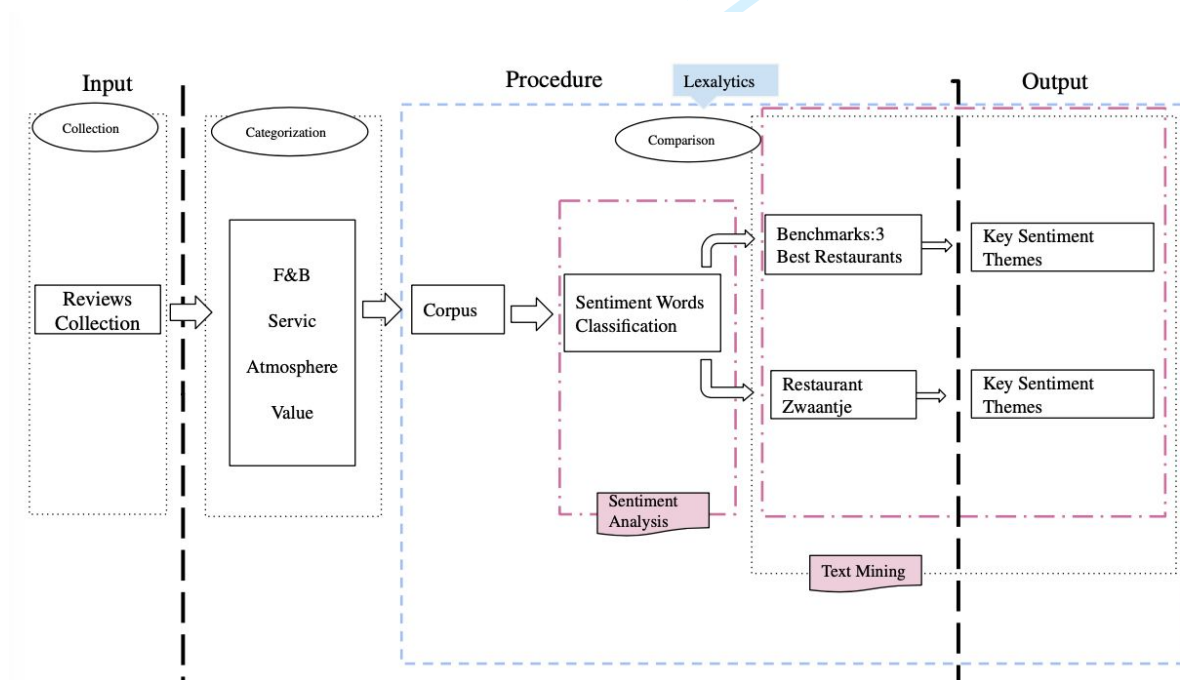 Input
Procedure
Lexalytics
Output
Collection
Categorization
Comparison
Reviews
Collection
F&B
Servic
Atmosphere
Value
Corpus
Sentiment Words
Classification
Benchmarks:3
Best Restaurants
Key Sentiment
Themes
Restaurant
Zwaantje
Key Sentiment
Themes
Sentiment
Analysis
Text Mining